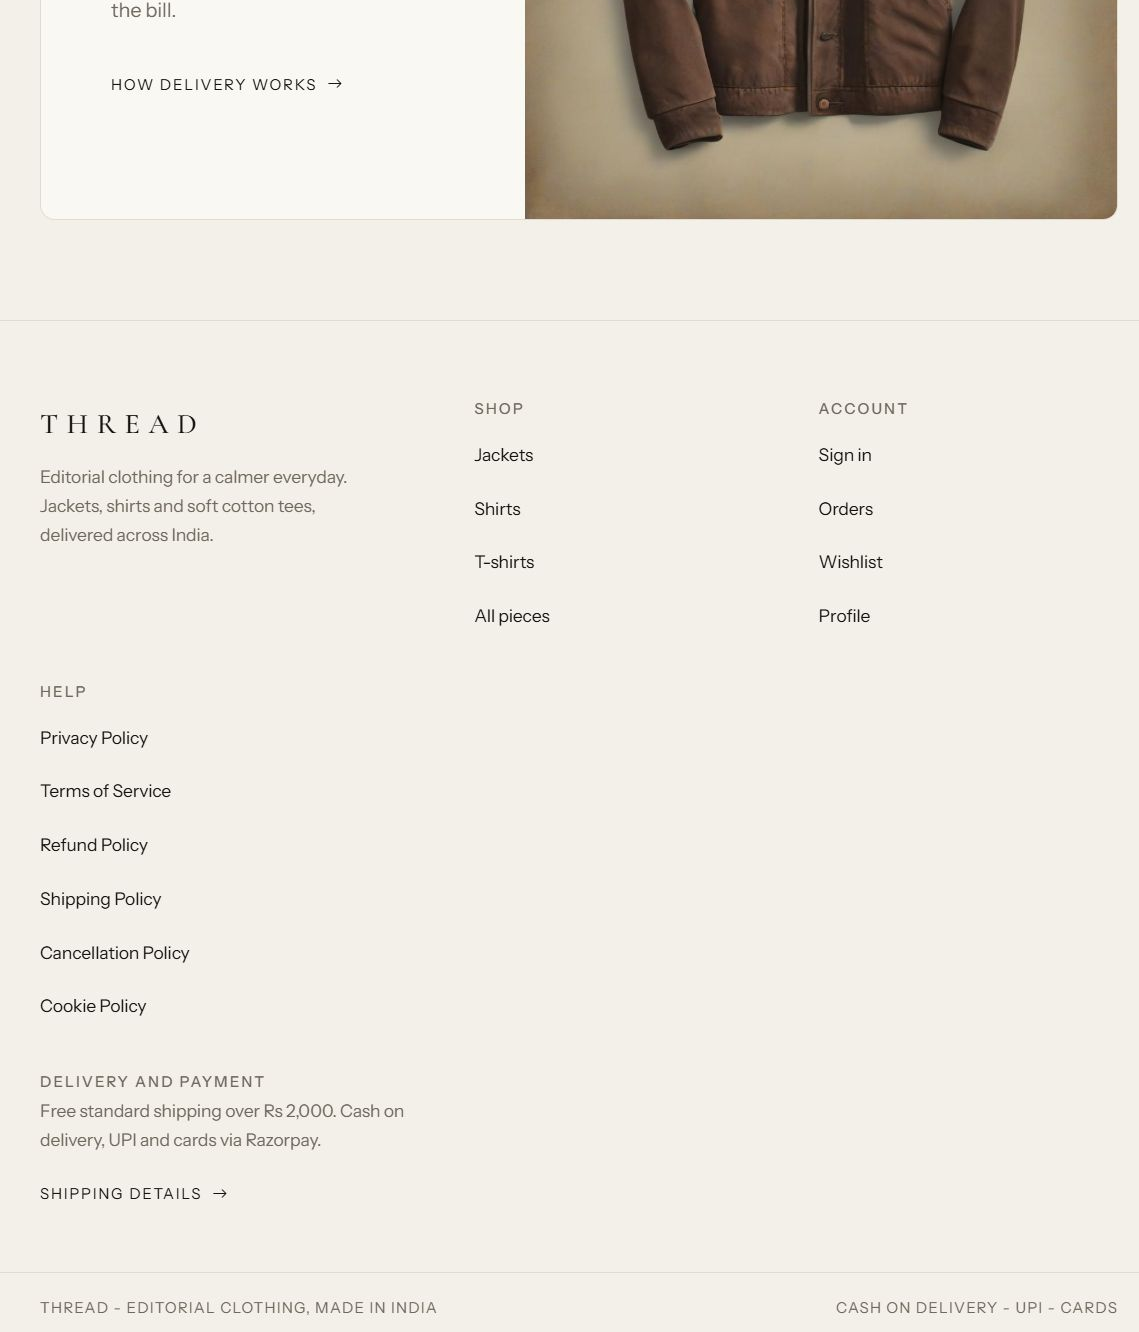 the bill.
HOW DELIVERY WORKS →
THREAD
Editorial clothing for a calmer everyday.
Jackets, shirts and soft cotton tees,
delivered across India.
SHOP
Jackets
Shirts
T-shirts
All pieces
ACCOUNT
Sign in
Orders
Wishlist
Profile
HELP
Privacy Policy
Terms of Service
Refund Policy
Shipping Policy
Cancellation Policy
Cookie Policy
DELIVERY AND PAYMENT
Free standard shipping over Rs 2,000. Cash on
delivery, UPI and cards via Razorpay.
SHIPPING DETAILS →
THREAD - EDITORIAL CLOTHING, MADE IN INDIA
CASH ON DELIVERY - UPI - CARDS